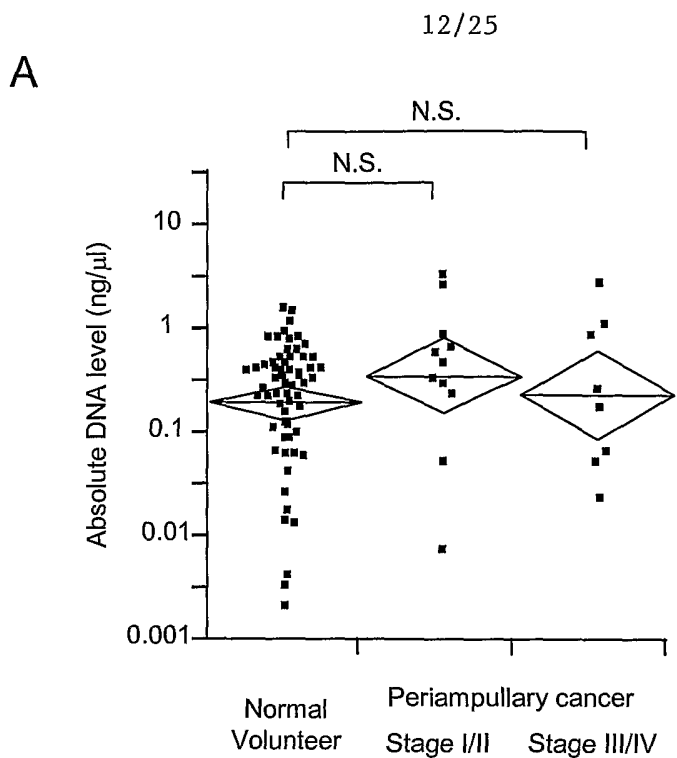 12/25
A
N.S.
N.S.
Absolute DNA level (ng/μl)
10
1
0.1
0.01
0.001
Normal
Volunteer
Periampullary cancer
Stage I/II
Stage III/IV